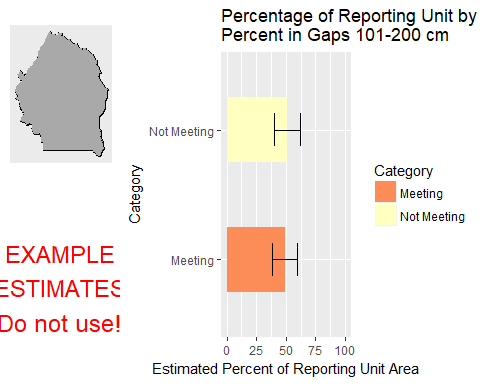 Percentage of Reporting Unit by
Percent in Gaps 101-200 cm
Category
Not Meeting
Meeting
0 25 50 75 100
Estimated Percent of Reporting Unit Area
Category
Meeting
Not Meeting
EXAMPLE
ESTIMATES
Do not use!